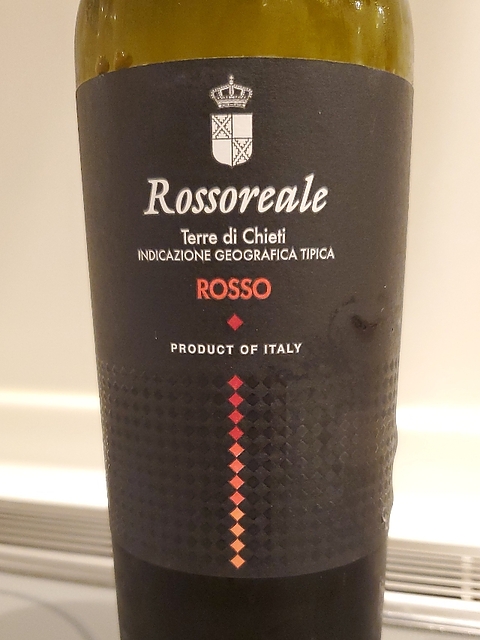 Rossoreale
Terre di Chieti
INDICAZIONE GEOGRAFICA TIPICA
ROSSO
PRODUCT OF ITALY